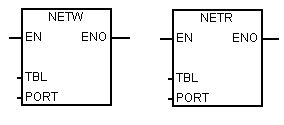 NETW
EN ENO
TBL
PORT
NETR
EN ENO
TBL
PORT